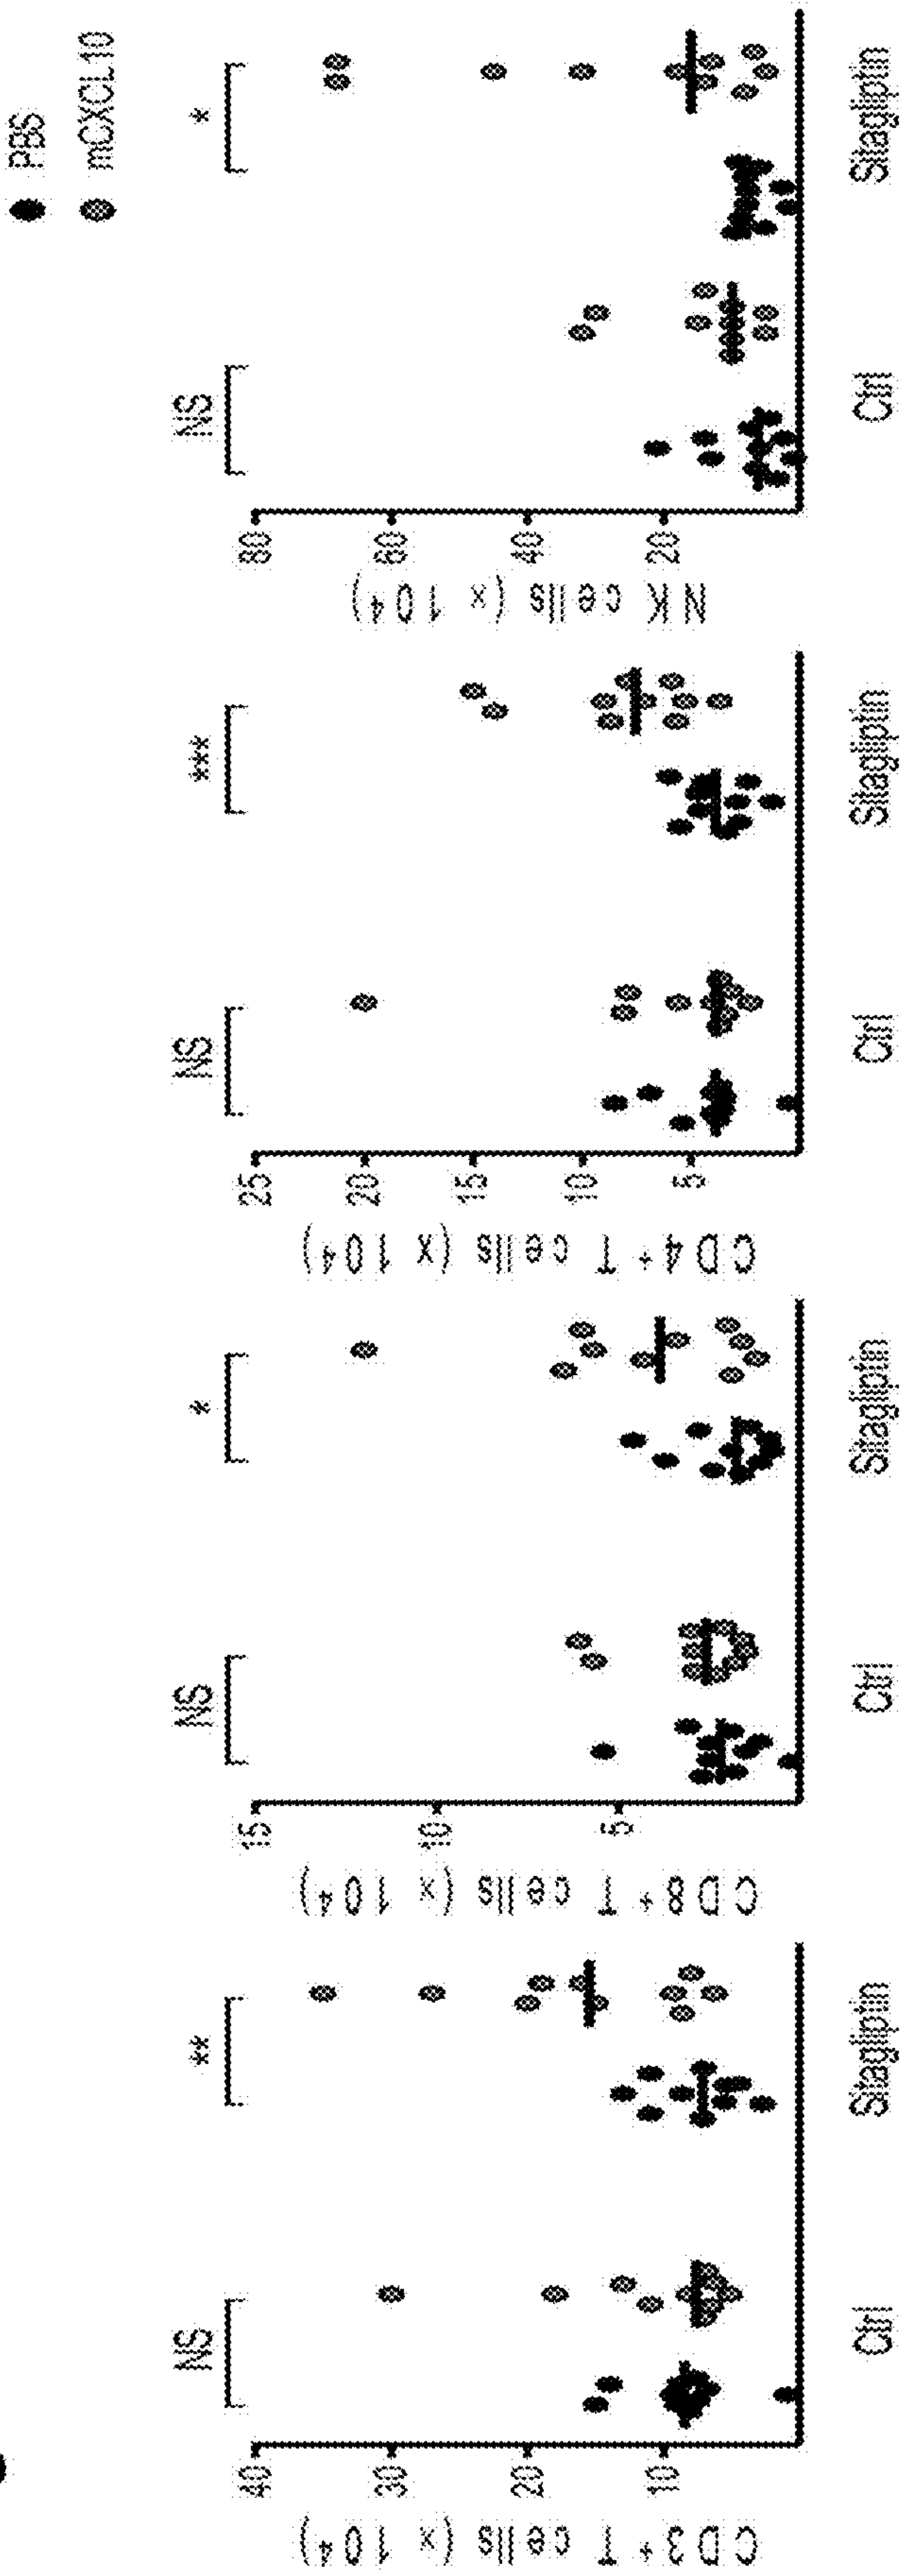 PBS
mCXCL10
CD3+ T cells (x 104)
40
30
20
10
NS
**
Ctrl
Sitagliptin
CD8+ T cells (x 104)
15
10
5
NS
*
Ctrl
Sitagliptin
CD4+ T cells (x 104)
25
20
15
10
5
NS
***
Ctrl
Sitagliptin
NK cells (x 104)
80
60
40
20
NS
*
Ctrl
Sitagliptin